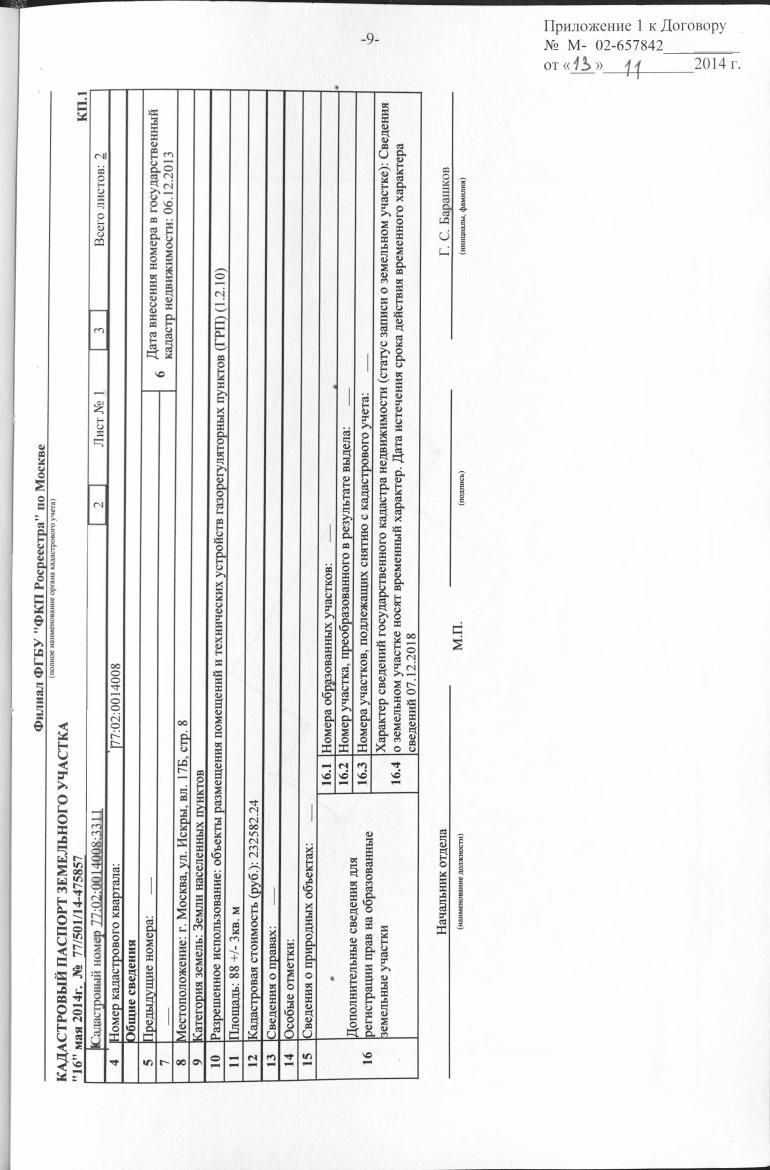 -9-
Приложение 1 к Договору
№ М- 02-657842
от «13» 11 2014 г.
Филиал ФГБУ "ФКП Росреестра" по Москве
(полное наименование органа кадастрового учета)
КАДАСТРОВЫЙ ПАСПОРТ ЗЕМЕЛЬНОГО УЧАСТКА
"16" мая 2014г. № 77/501/14-475857
КП.1
Кадастровый номер 77:02:0014008:3311 2 Лист № 1 3 Всего листов: 2
4 Номер кадастрового квартала: 77:02:0014008
Общие сведения
5 Предыдущие номера: —
6 Дата внесения номера в государственный
кадастр недвижимости: 06.12.2013
7 —
8 Местоположение: г. Москва, ул. Искры, вл. 17Б, стр. 8
9 Категория земель: Земли населенных пунктов
10 Разрешенное использование: объекты размещения помещений и технических устройств газорегуляторных пунктов (ГРП) (1.2.10)
11 Площадь: 88 +/- 3кв. м
12 Кадастровая стоимость (руб.): 232582.24
13 Сведения о правах: —
14 Особые отметки:
15 Сведения о природных объектах: —
16 Дополнительные сведения для
регистрации прав на образованные
земельные участки
16.1 Номера образованных участков: —
16.2 Номер участка, преобразованного в результате выдела: —
16.3 Номера участков, подлежащих снятию с кадастрового учета: —
16.4 Характер сведений государственного кадастра недвижимости (статус записи о земельном участке): Сведения
о земельном участке носят временный характер. Дата истечения срока действия временного характера
сведений 07.12.2018
Начальник отдела М.П. Г. С. Барашков
(наименование должности) (подпись) (инициалы, фамилия)